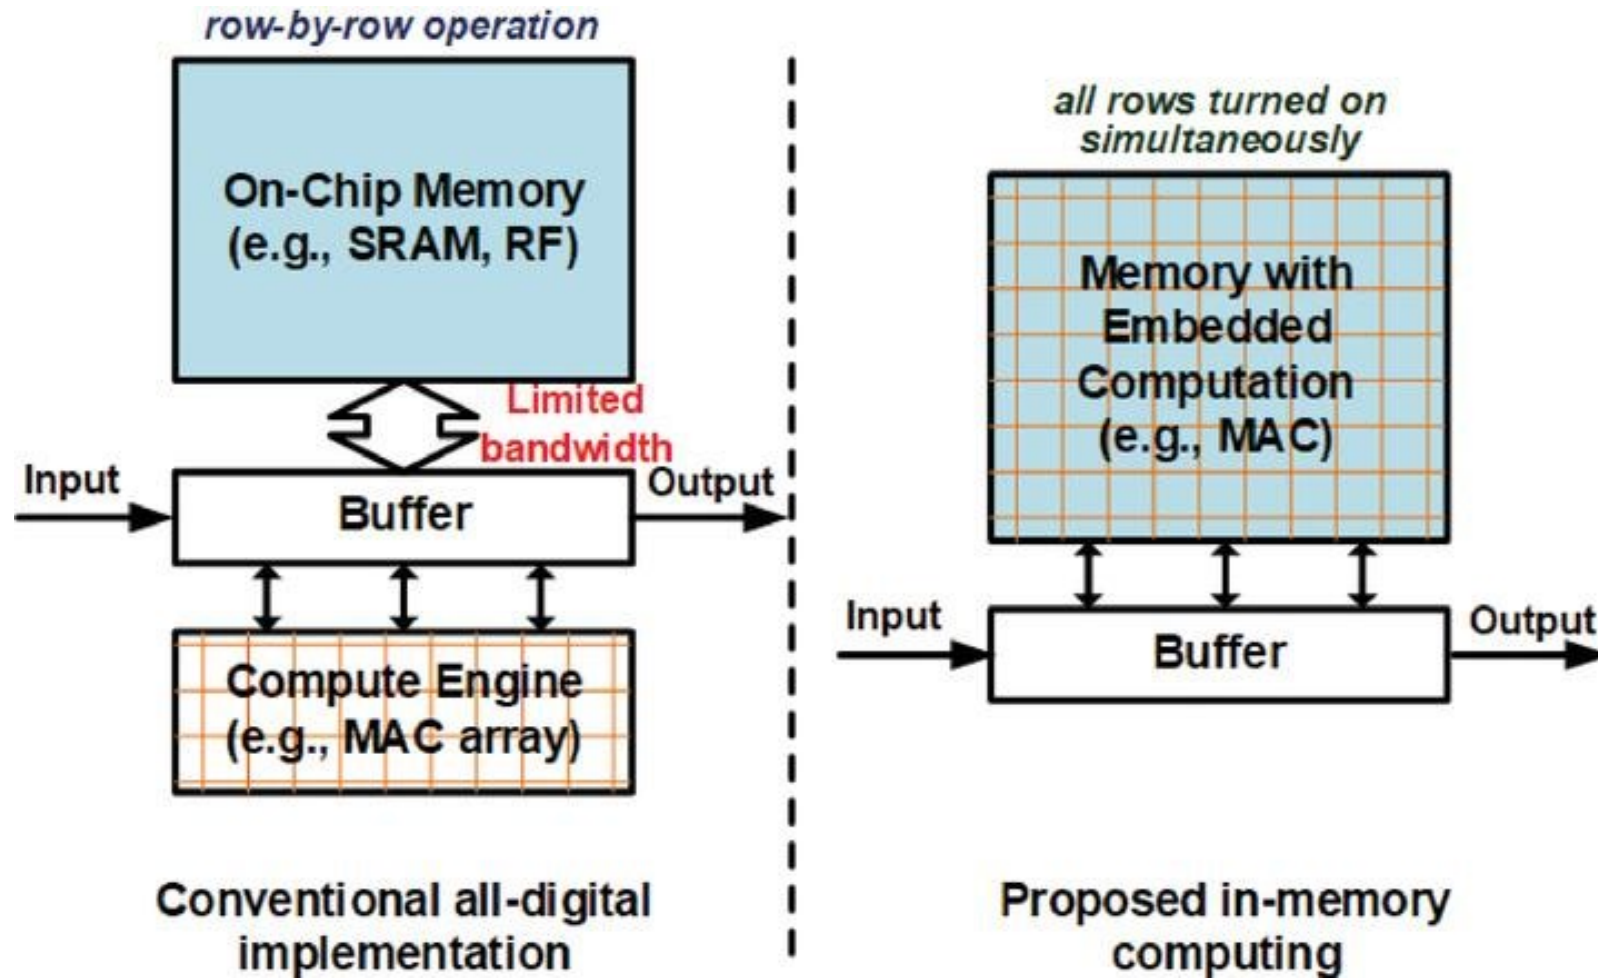 row-by-row operation
On-Chip Memory
(e.g., SRAM, RF)
Limited
bandwidth
Input
Buffer
Output
Compute Engine
(e.g., MAC array)
Conventional all-digital
implementation
all rows turned on
simultaneously
Memory with
Embedded
Computation
(e.g., MAC)
Input
Buffer
Output
Proposed in-memory
computing